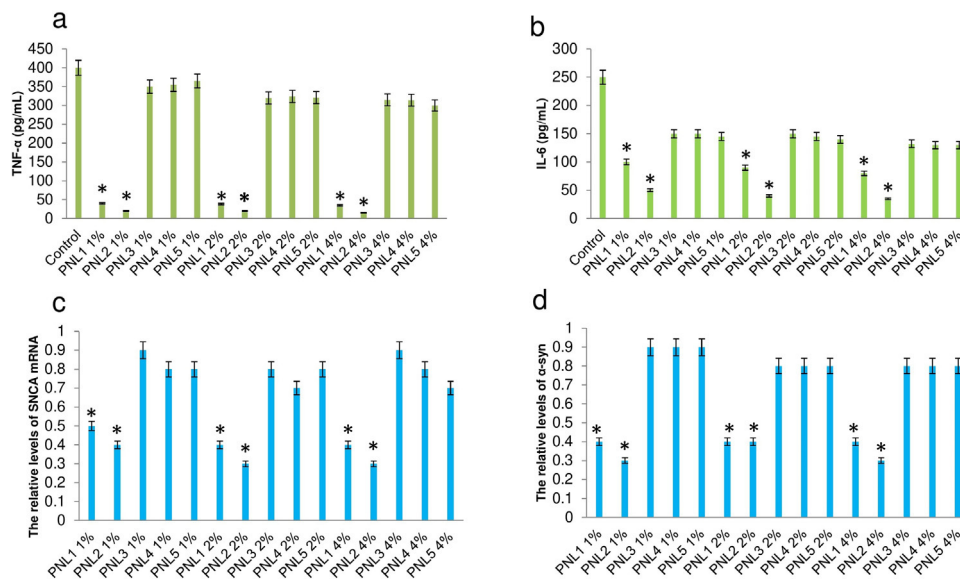 a
TNF-α (pg/mL)
450
400
350
300
250
200
150
100
50
0
* * * * * *
Control
PNL1 1%
PNL2 1%
PNL3 1%
PNL4 1%
PNL5 1%
PNL1 2%
PNL2 2%
PNL3 2%
PNL4 2%
PNL5 2%
PNL1 4%
PNL2 4%
PNL3 4%
PNL4 4%
PNL5 4%
b
IL-6 (pg/mL)
300
250
200
150
100
50
0
* * * * * *
Control
PNL1 1%
PNL2 1%
PNL3 1%
PNL4 1%
PNL5 1%
PNL1 2%
PNL2 2%
PNL3 2%
PNL4 2%
PNL5 2%
PNL1 4%
PNL2 4%
PNL3 4%
PNL4 4%
PNL5 4%
c
The relative levels of SNCA mRNA
1
0.9
0.8
0.7
0.6
0.5
0.4
0.3
0.2
0.1
0
* * * * * *
PNL1 1%
PNL2 1%
PNL3 1%
PNL4 1%
PNL5 1%
PNL1 2%
PNL2 2%
PNL3 2%
PNL4 2%
PNL5 2%
PNL1 4%
PNL2 4%
PNL3 4%
PNL4 4%
PNL5 4%
d
The relative levels of α-syn
1
0.9
0.8
0.7
0.6
0.5
0.4
0.3
0.2
0.1
0
* * * * * *
PNL1 1%
PNL2 1%
PNL3 1%
PNL4 1%
PNL5 1%
PNL1 2%
PNL2 2%
PNL3 2%
PNL4 2%
PNL5 2%
PNL1 4%
PNL2 4%
PNL3 4%
PNL4 4%
PNL5 4%